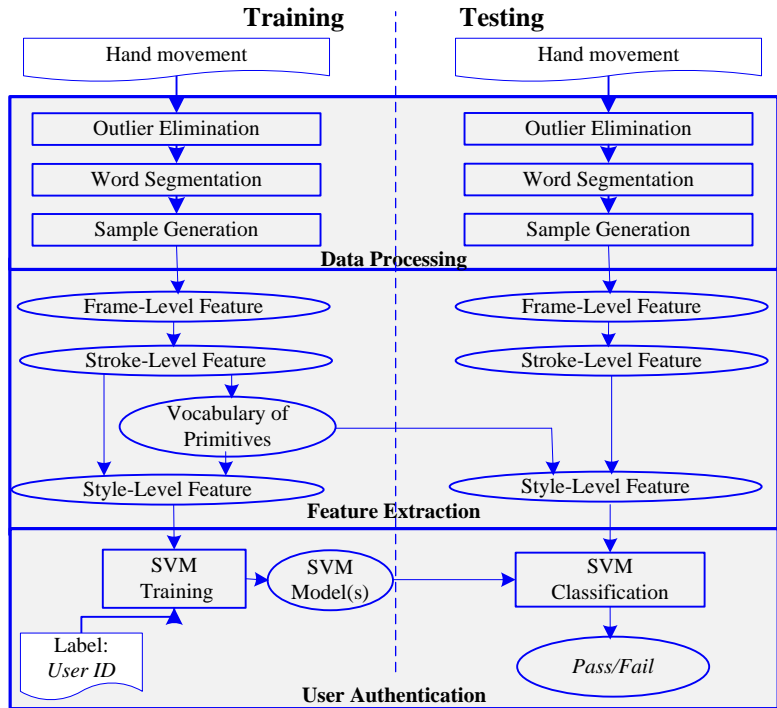 Training
Testing
Hand movement
Hand movement
Outlier Elimination
Outlier Elimination
Word Segmentation
Word Segmentation
Sample Generation
Sample Generation
Data Processing
Frame-Level Feature
Frame-Level Feature
Stroke-Level Feature
Stroke-Level Feature
Vocabulary of
Primitives
Style-Level Feature
Style-Level Feature
Feature Extraction
SVM
Training
SVM
Model(s)
SVM
Classification
Label:
User ID
Pass/Fail
User Authentication